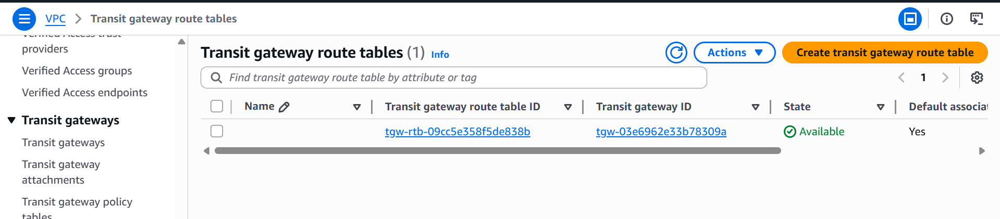 VPC > Transit gateway route tables
Verified Access trust
providers
Verified Access groups
Verified Access endpoints
Transit gateways
Transit gateways
Transit gateway
attachments
Transit gateway policy
tables
Transit gateway route tables (1) Info
Actions
Create transit gateway route table
Find transit gateway route table by attribute or tag
1
Name Transit gateway route table ID Transit gateway ID State Default associat
tgw-rtb-09cc5e358f5de838b tgw-03e6962e33b78309a Available Yes